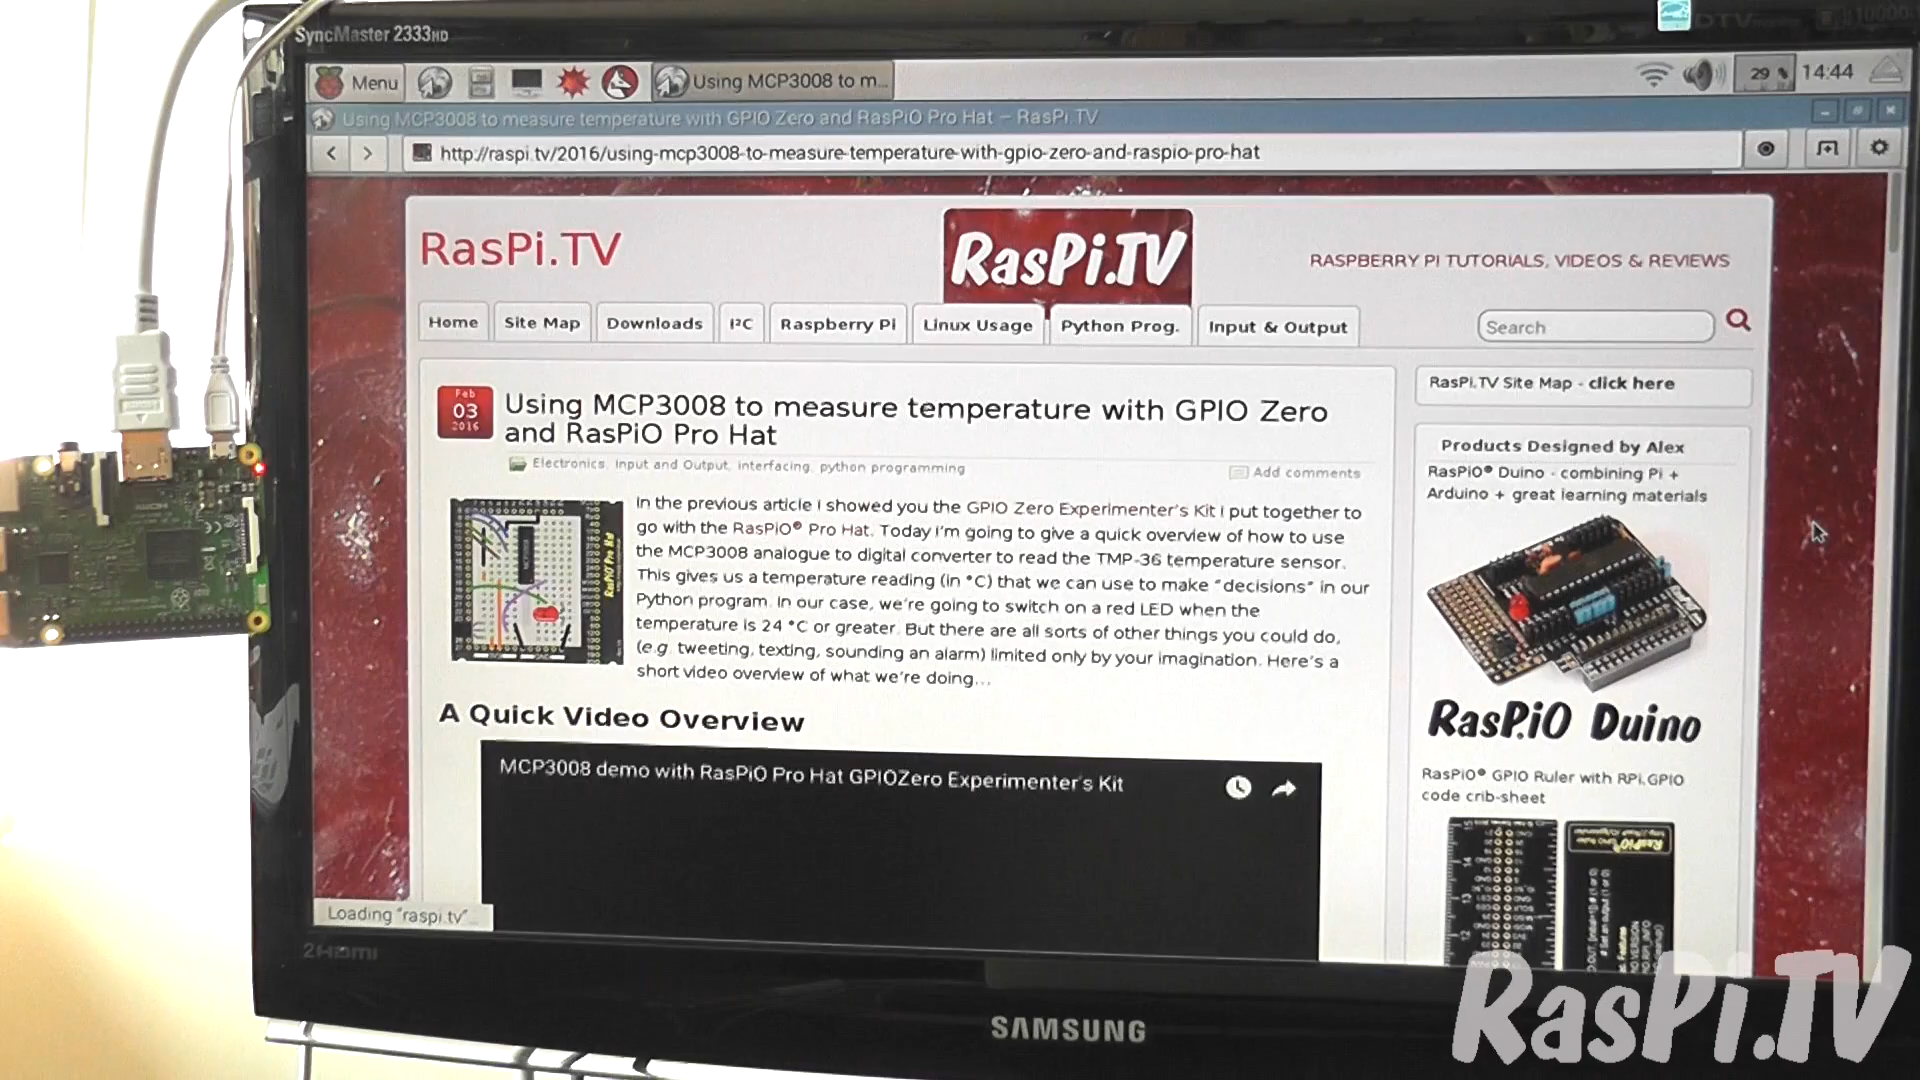 SyncMaster 2333HD
DTV monitor
Menu
Using MCP3008 to m...
29 %
14:44
Using MCP3008 to measure temperature with GPIO Zero and RasPiO Pro Hat – RasPi.TV
http://raspi.tv/2016/using-mcp3008-to-measure-temperature-with-gpio-zero-and-raspio-pro-hat
RasPi.TV
RasPi.TV
RASPBERRY PI TUTORIALS, VIDEOS & REVIEWS
Home
Site Map
Downloads
I²C
Raspberry Pi
Linux Usage
Python Prog.
Input & Output
Search
Feb
03
2016
Using MCP3008 to measure temperature with GPIO Zero
and RasPiO Pro Hat
Electronics, Input and Output, interfacing, python programming
Add comments
In the previous article I showed you the GPIO Zero Experimenter's Kit I put together to
go with the RasPiO® Pro Hat. Today I'm going to give a quick overview of how to use
the MCP3008 analogue to digital converter to read the TMP-36 temperature sensor.
This gives us a temperature reading (in °C) that we can use to make “decisions” in our
Python program. In our case, we're going to switch on a red LED when the
temperature is 24 °C or greater. But there are all sorts of other things you could do,
(e.g. tweeting, texting, sounding an alarm) limited only by your imagination. Here's a
short video overview of what we're doing...
RasPiO Pro Hat
A Quick Video Overview
MCP3008 demo with RasPiO Pro Hat GPIOZero Experimenter's Kit
RasPi.TV Site Map - click here
Products Designed by Alex
RasPiO® Duino - combining Pi +
Arduino + great learning materials
RasPiO Duino
RasPiO® GPIO Ruler with RPi.GPIO
code crib-sheet
Loading "raspi.tv"...
2HDMI
SAMSUNG
RasPi.TV